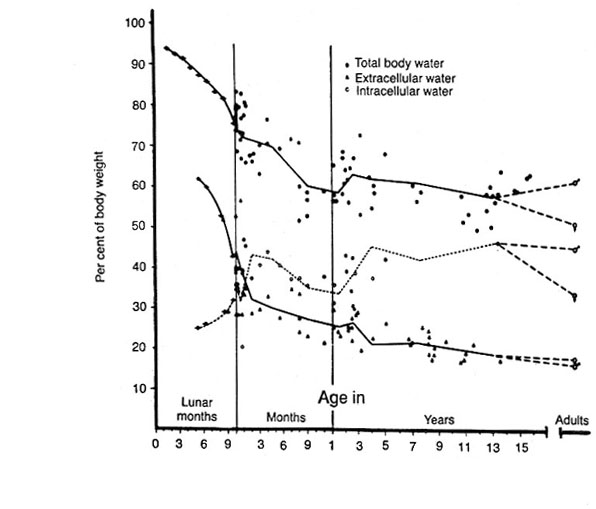 100
90
80
70
60
50
40
30
20
10
Per cent of body weight
Total body water
Extracellular water
Intracellular water
Age in
Lunar
months
Months
Years
Adults
0 3 6 9 3 6 9 1 3 5 7 9 11 13 15